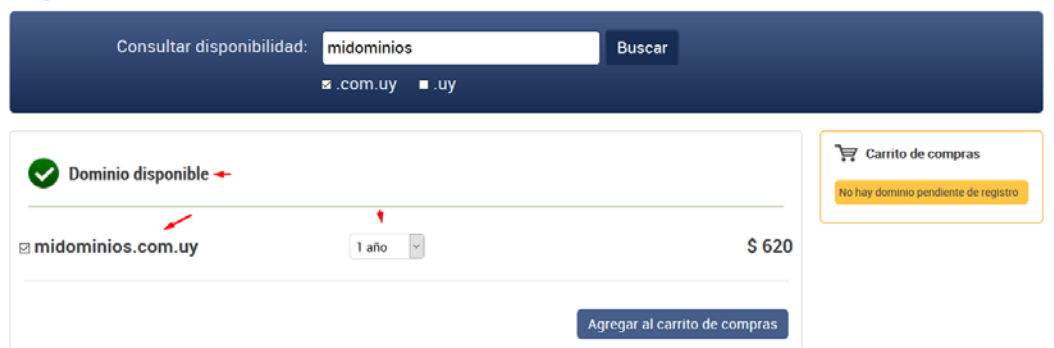 Consultar disponibilidad: midominios Buscar
.com.uy .uy
Dominio disponible
midominios.com.uy 1 año $ 620
Agregar al carrito de compras
Carrito de compras
No hay dominio pendiente de registro